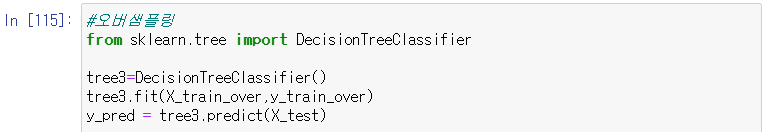 In [115]:
#오버샘플링
from sklearn.tree import DecisionTreeClassifier
tree3=DecisionTreeClassifier()
tree3.fit(X_train_over,y_train_over)
y_pred = tree3.predict(X_test)